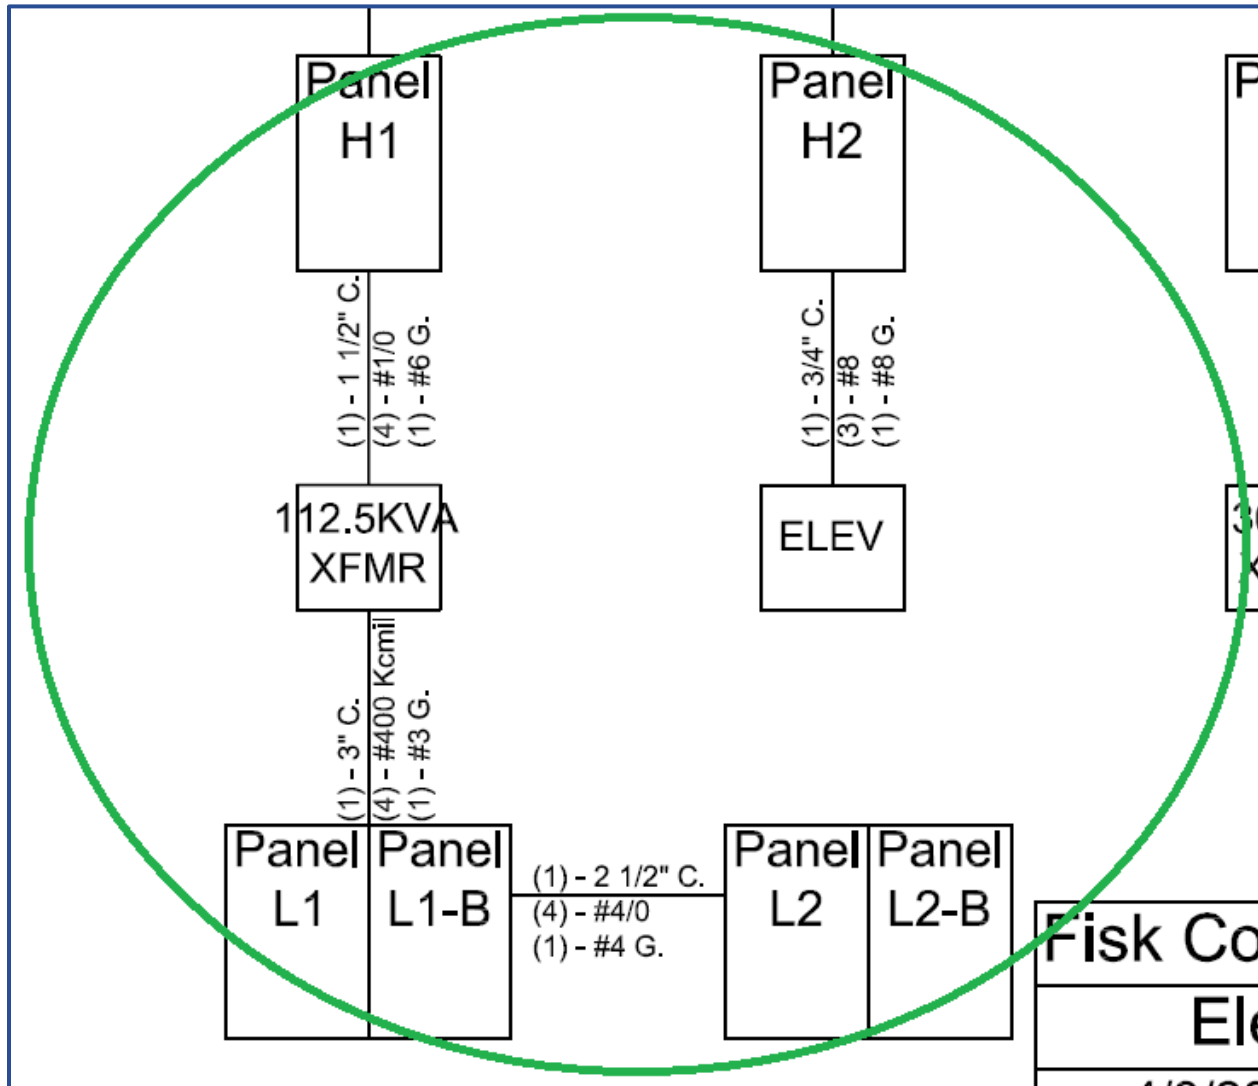 Panel
H1
Panel
H2
P
(1) - 1 1/2" C.
(4) - #1/0
(1) - #6 G.
(1) - 3/4" C.
(3) - #8
(1) - #8 G.
112.5KVA
XFMR
ELEV
(1) - 3" C.
(4) - #400 Kcmil
(1) - #3 G.
Panel
L1
Panel
L1-B
(1) - 2 1/2" C.
(4) - #4/0
(1) - #4 G.
Panel
L2
Panel
L2-B
Fisk Co
Ele